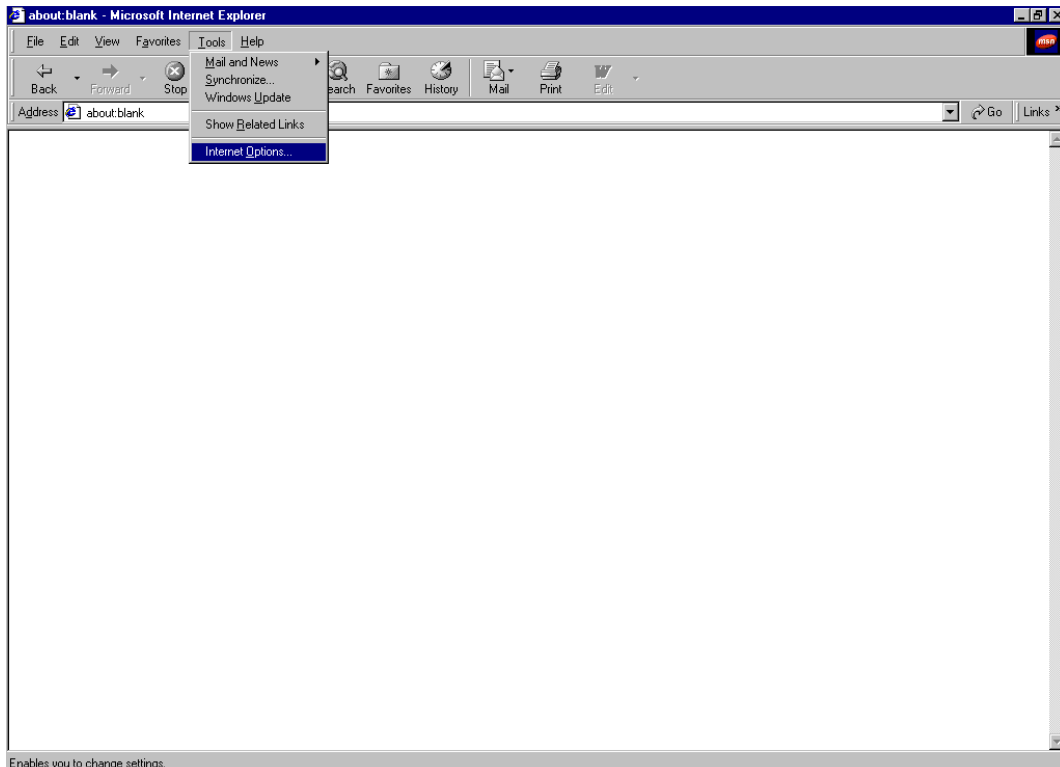 about:blank - Microsoft Internet Explorer
File Edit View Favorites Tools Help
msn
Mail and News
Synchronize...
Windows Update
Show Related Links
Internet Options...
Back Forward Stop earch Favorites History Mail Print Edit
Address about:blank Go Links
Enables you to change settings.